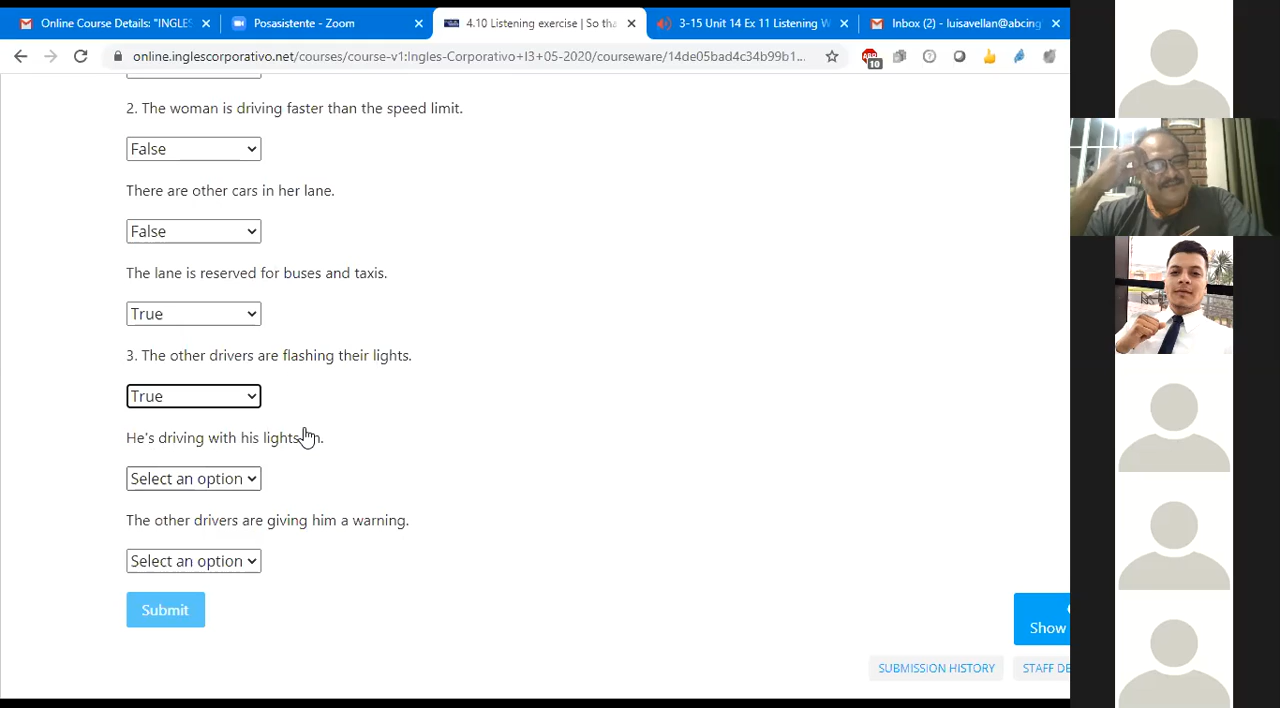 Online Course Details: "INGLES
Posasistente - Zoom
4.10 Listening exercise | So tha
3-15 Unit 14 Ex 11 Listening W
Inbox (2) - luisavellan@abcing
online.inglescorporativo.net/courses/course-v1:Ingles-Corporativo+I3+05-2020/courseware/14de05bad4c34b99b1...
ABP
10
2. The woman is driving faster than the speed limit.
False
There are other cars in her lane.
False
The lane is reserved for buses and taxis.
True
3. The other drivers are flashing their lights.
True
He's driving with his lights
Select an option
The other drivers are giving him a warning.
Select an option
Submit
Show
SUBMISSION HISTORY
STAFF DE